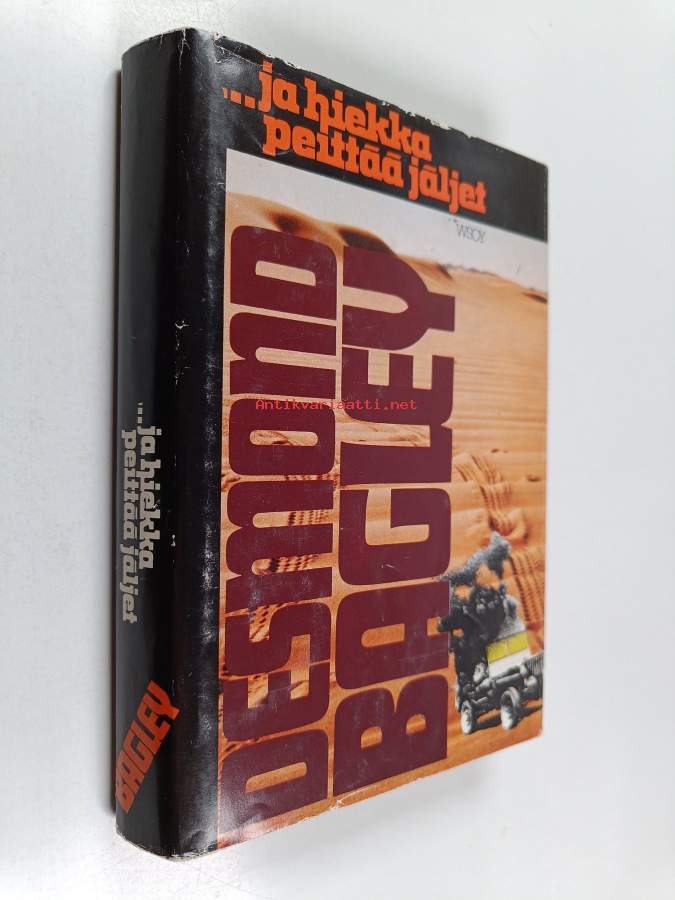 ...ja hiekka
peittää jäljet
WSOY
DESMOND
BAGLEY
Antikvariaatti.net
...ja hiekka
peittää jäljet
BAGLEY